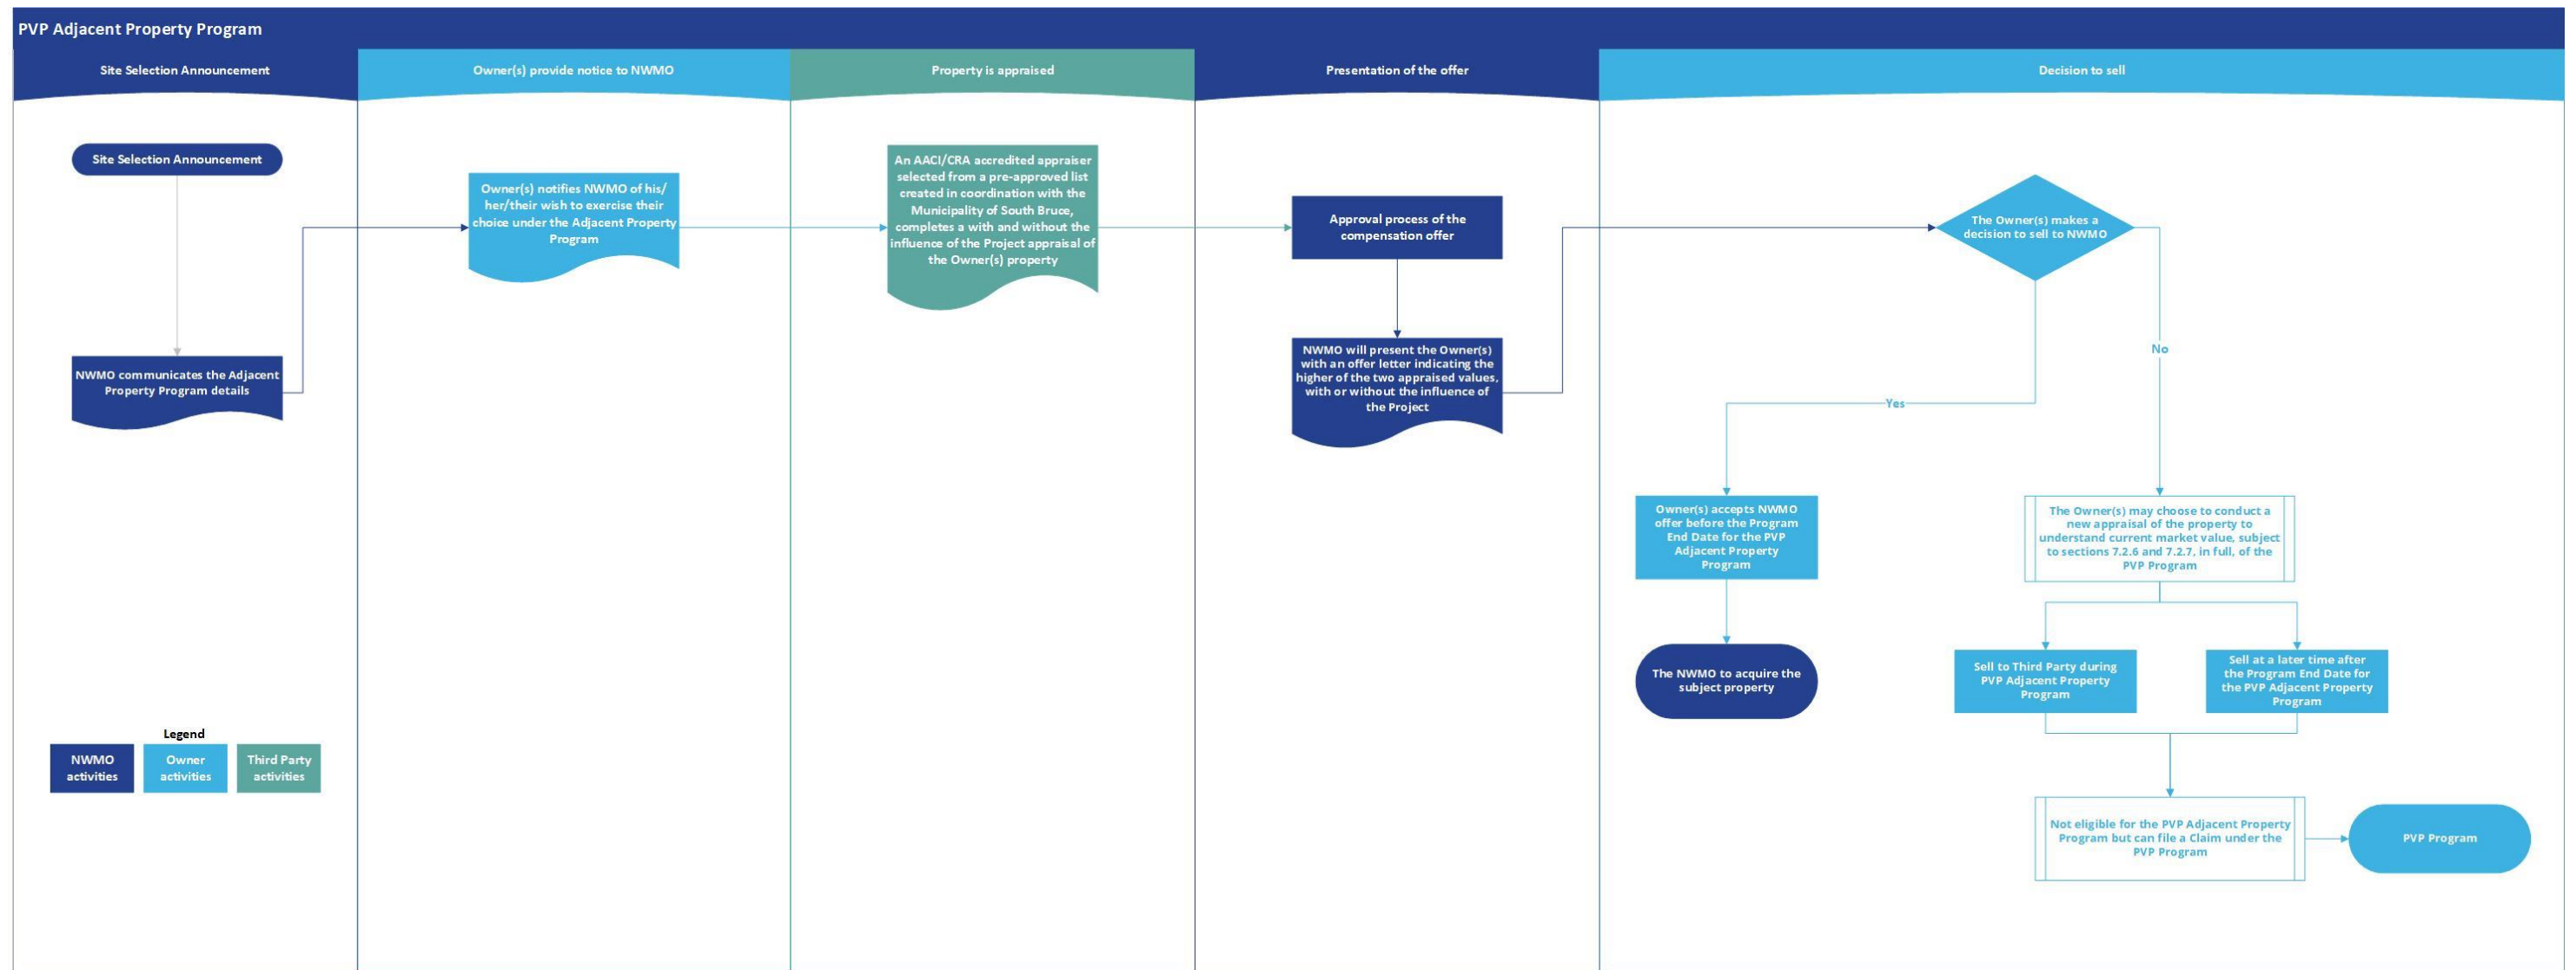 PVP Adjacent Property Program
Site Selection Announcement
Owner(s) provide notice to NWMO
Property is appraised
Presentation of the offer
Decision to sell
Site Selection Announcement
NWMO communicates the Adjacent
Property Program details
Owner(s) notifies NWMO of his/
her/their wish to exercise their
choice under the Adjacent Property
Program
An AACI/CRA accredited appraiser
selected from a pre-approved list
created in coordination with the
Municipality of South Bruce,
completes a with and without the
influence of the Project appraisal of
the Owner(s) property
Approval process of the
compensation offer
NWMO will present the Owner(s)
with an offer letter indicating the
higher of the two appraised values,
with or without the influence of
the Project
The Owner(s) makes a
decision to sell to NWMO
No
Yes
Owner(s) accepts NWMO
offer before the Program
End Date for the PVP
Adjacent Property
Program
The NWMO to acquire the
subject property
The Owner(s) may choose to conduct a
new appraisal of the property to
understand current market value, subject
to sections 7.2.6 and 7.2.7, in full, of the
PVP Program
Sell to Third Party during
PVP Adjacent Property
Program
Sell at a later time after
the Program End Date for
the PVP Adjacent Property
Program
Not eligible for the PVP Adjacent Property
Program but can file a Claim under the
PVP Program
PVP Program
Legend
NWMO
activities
Owner
activities
Third Party
activities